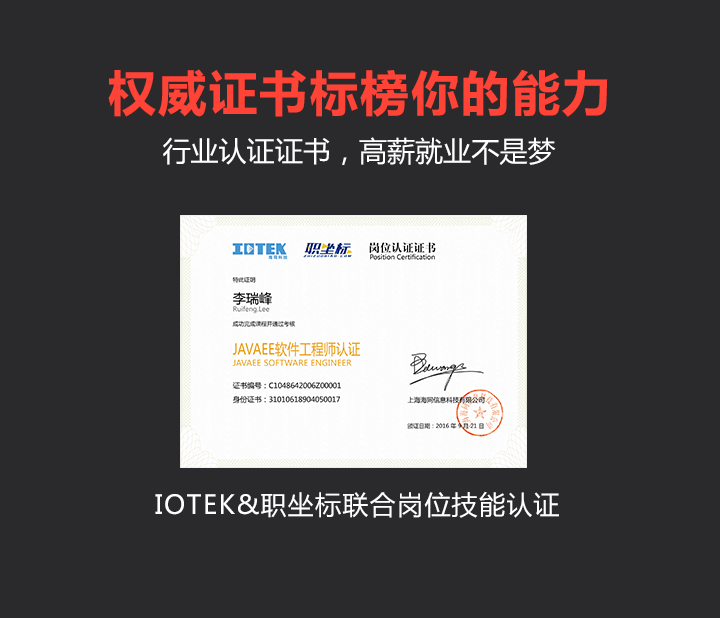 权威证书标榜你的能力
行业认证证书，高薪就业不是梦
IOTEK
海同科技
职坐标
ZHIZUOBIAO.COM
岗位认证证书
Position Certification
特此证明
李瑞峰
Ruifeng.Lee
成功完成课程并通过考核
JAVAEE软件工程师认证
JAVAEE SOFTWARE ENGINEER
证书编号：C1048642006Z00001
身份证书：31010618904050017
上海海同信息科技有限公司
颁证日期：2016 年 9 月 21 日
IOTEK&职坐标联合岗位技能认证